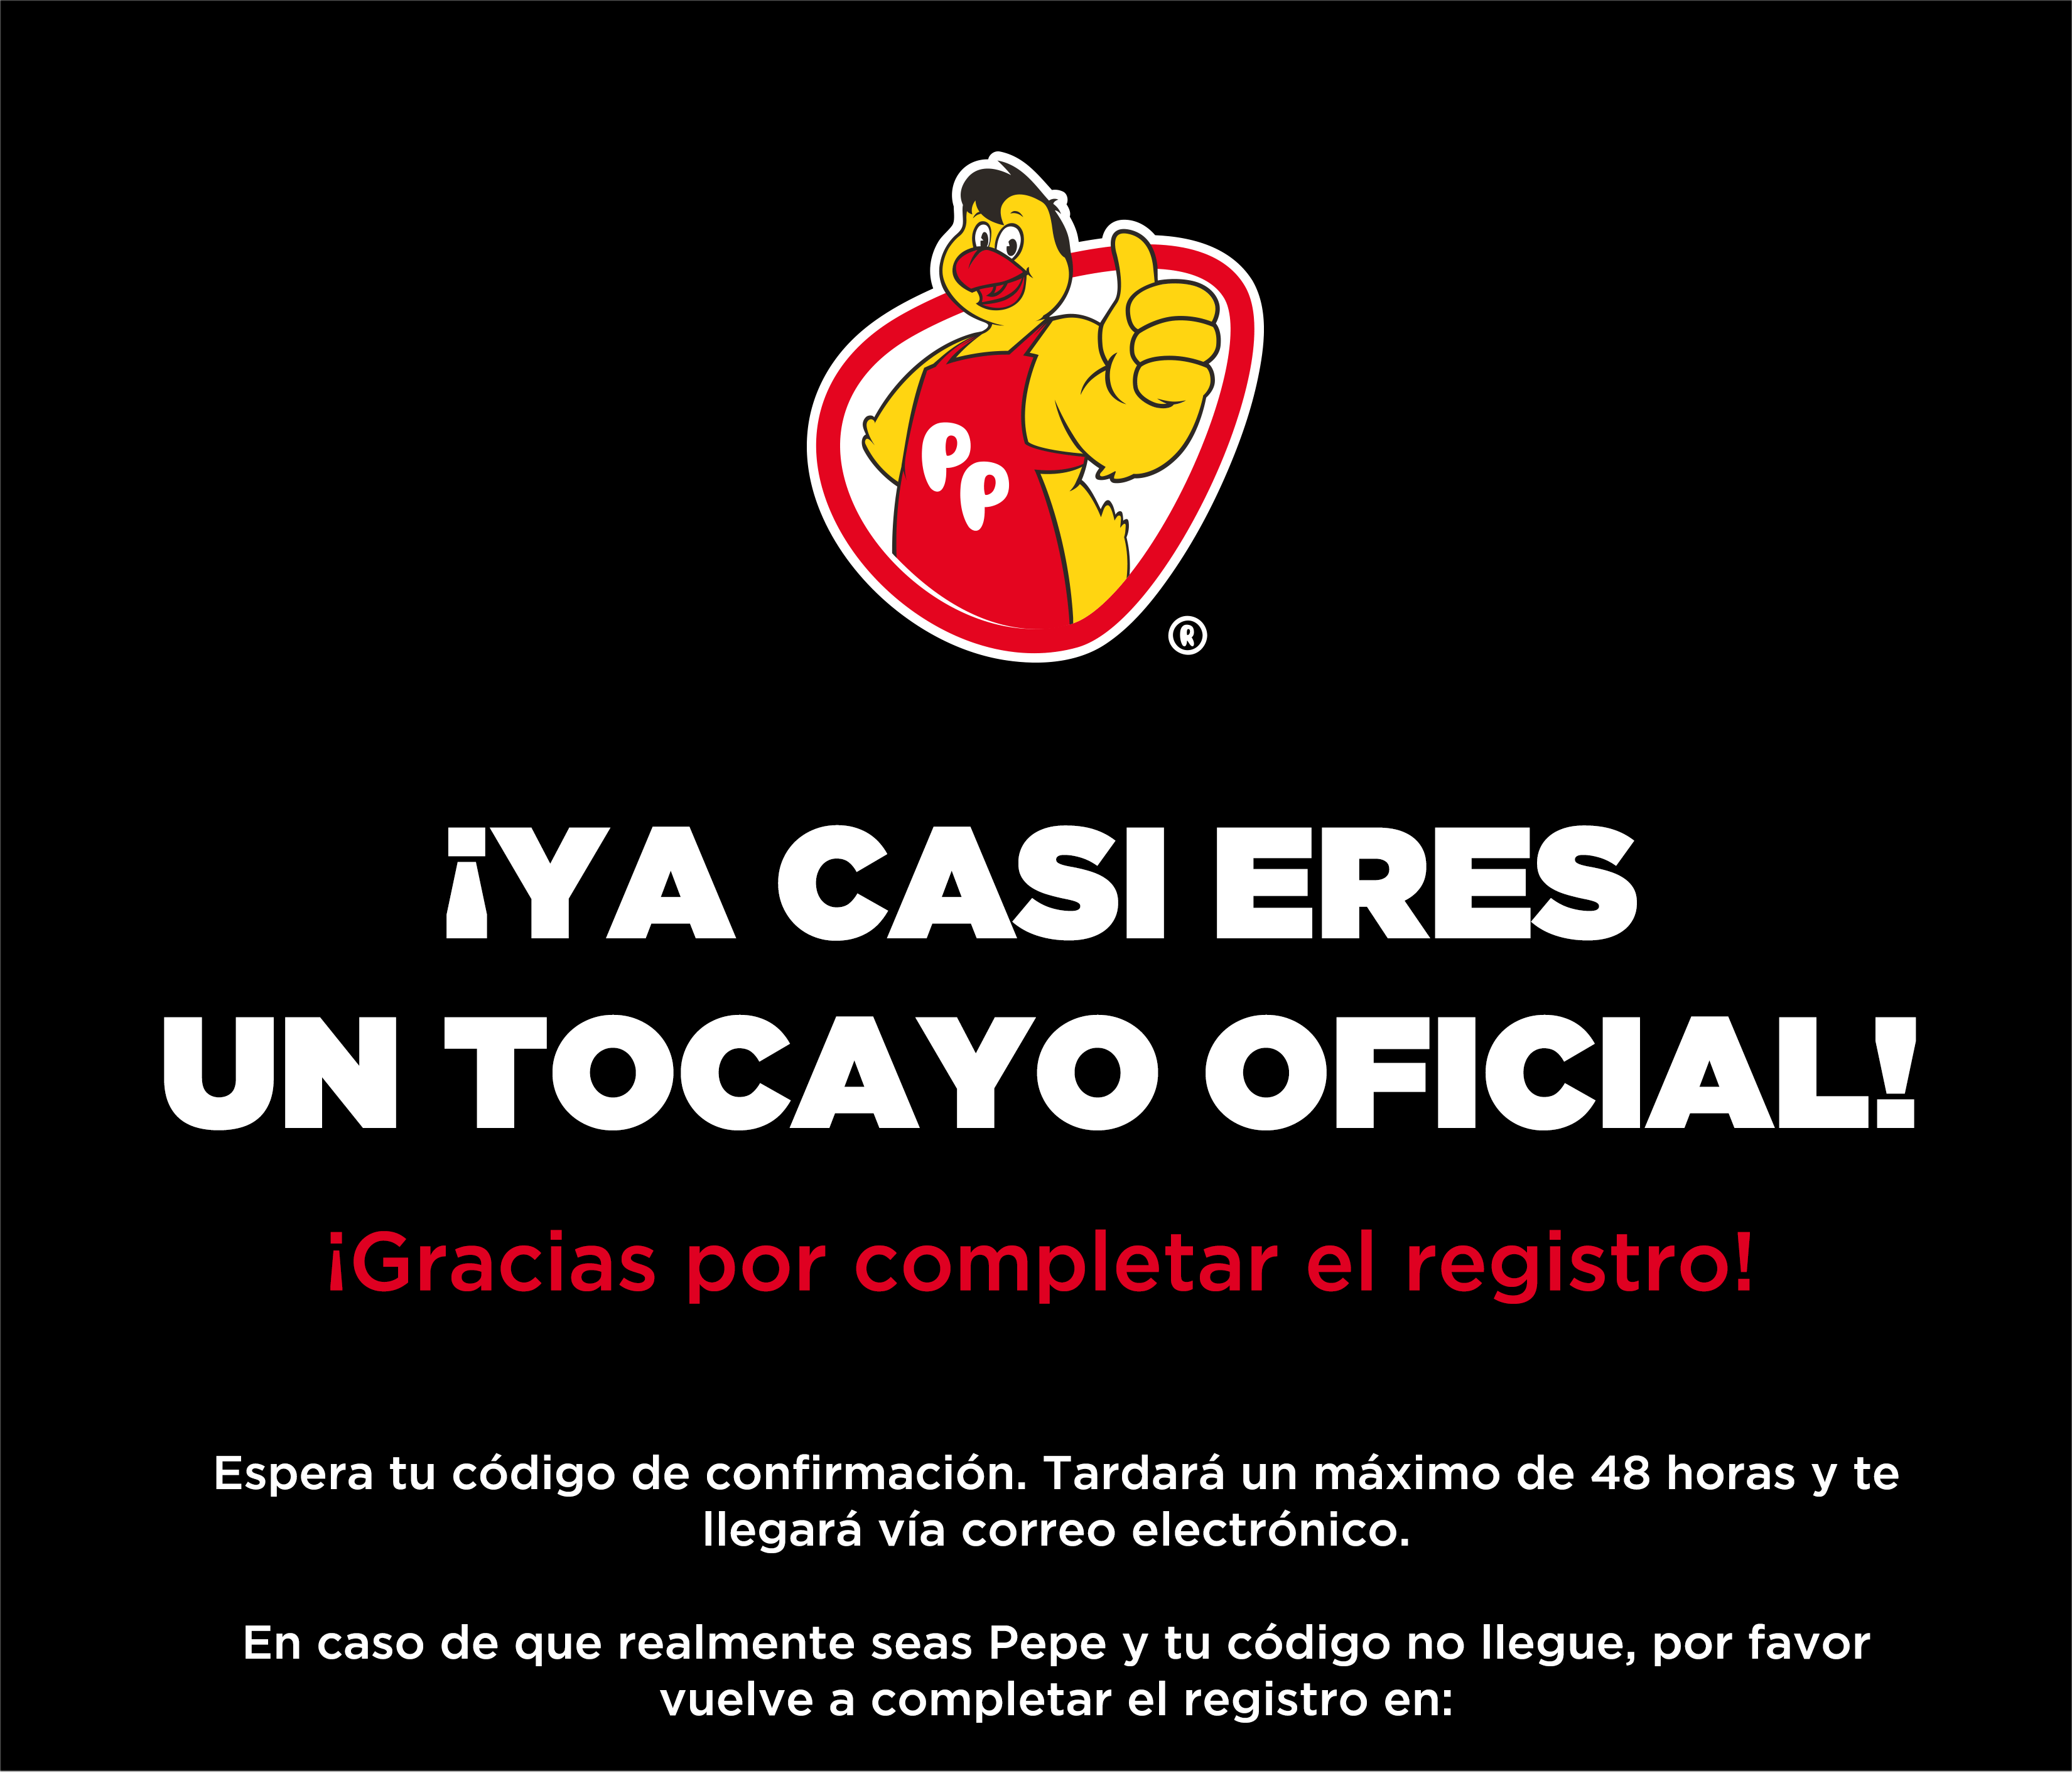 PP
®
¡YA CASI ERES
UN TOCAYO OFICIAL!
¡Gracias por completar el registro!
Espera tu código de confirmación. Tardará un máximo de 48 horas y te
llegará vía correo electrónico.
En caso de que realmente seas Pepe y tu código no llegue, por favor
vuelve a completar el registro en: